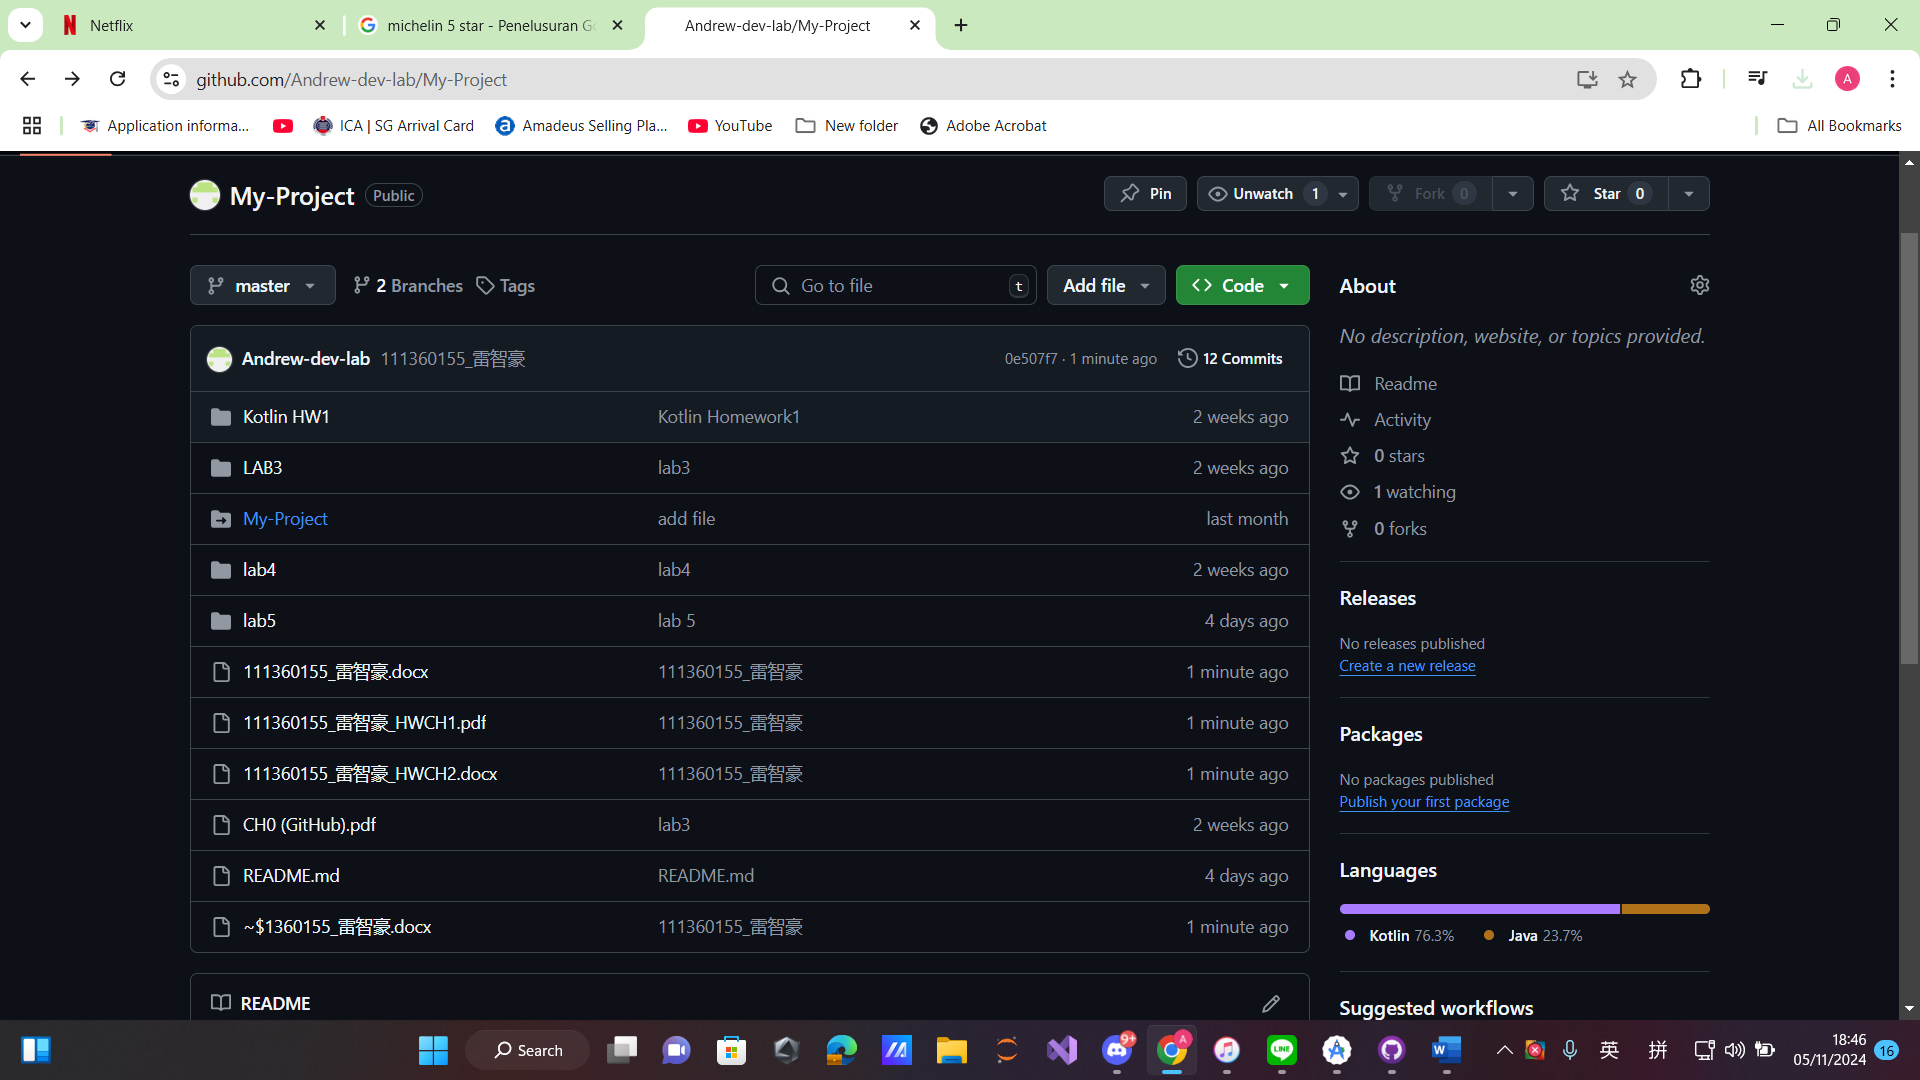 Netflix
michelin 5 star - Penelusuran G
Andrew-dev-lab/My-Project
github.com/Andrew-dev-lab/My-Project
A
Application informa...
ICA | SG Arrival Card
Amadeus Selling Pla...
YouTube
New folder
Adobe Acrobat
All Bookmarks
My-Project
Public
Pin
Unwatch 1
Fork 0
Star 0
master
2 Branches
Tags
Go to file
t
Add file
Code
About
No description, website, or topics provided.
Andrew-dev-lab 111360155_雷智豪
0e507f7 · 1 minute ago
12 Commits
Kotlin HW1 Kotlin Homework1 2 weeks ago
LAB3 lab3 2 weeks ago
My-Project add file last month
lab4 lab4 2 weeks ago
lab5 lab 5 4 days ago
111360155_雷智豪.docx 111360155_雷智豪 1 minute ago
111360155_雷智豪_HWCH1.pdf 111360155_雷智豪 1 minute ago
111360155_雷智豪_HWCH2.docx 111360155_雷智豪 1 minute ago
CH0 (GitHub).pdf lab3 2 weeks ago
README.md README.md 4 days ago
~$1360155_雷智豪.docx 111360155_雷智豪 1 minute ago
README
Readme
Activity
0 stars
1 watching
0 forks
Releases
No releases published
Create a new release
Packages
No packages published
Publish your first package
Languages
Kotlin 76.3%
Java 23.7%
Suggested workflows
Search
9+
A
LINE
W
英
拼
18:46
05/11/2024
16